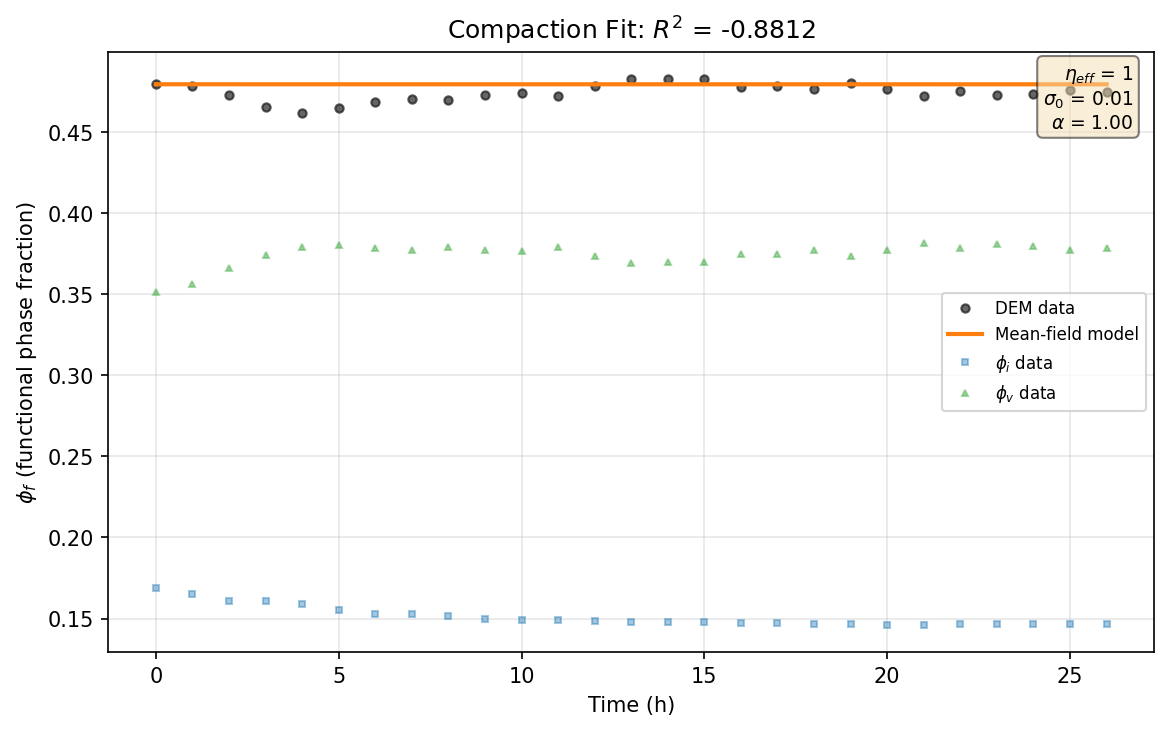 Compaction Fit: R² = -0.8812
η_eff = 1
σ₀ = 0.01
α = 1.00
0.45
0.40
0.35
0.30
0.25
0.20
0.15
ϕ_f (functional phase fraction)
DEM data
Mean-field model
ϕ_i data
ϕ_v data
0 5 10 15 20 25
Time (h)